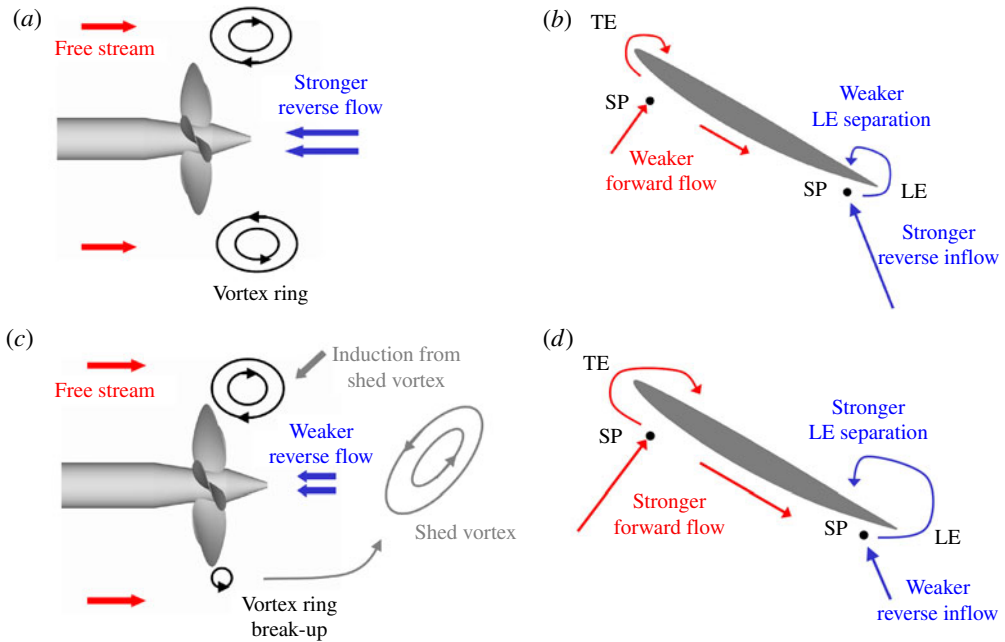 (a)
Free stream
Stronger
reverse flow
Vortex ring
(b)
TE
SP
Weaker
forward flow
Weaker
LE separation
SP
LE
Stronger
reverse inflow
(c)
Free stream
Induction from
shed vortex
Weaker
reverse flow
Shed vortex
Vortex ring
break-up
(d)
TE
SP
Stronger
forward flow
Stronger
LE separation
SP
LE
Weaker
reverse inflow